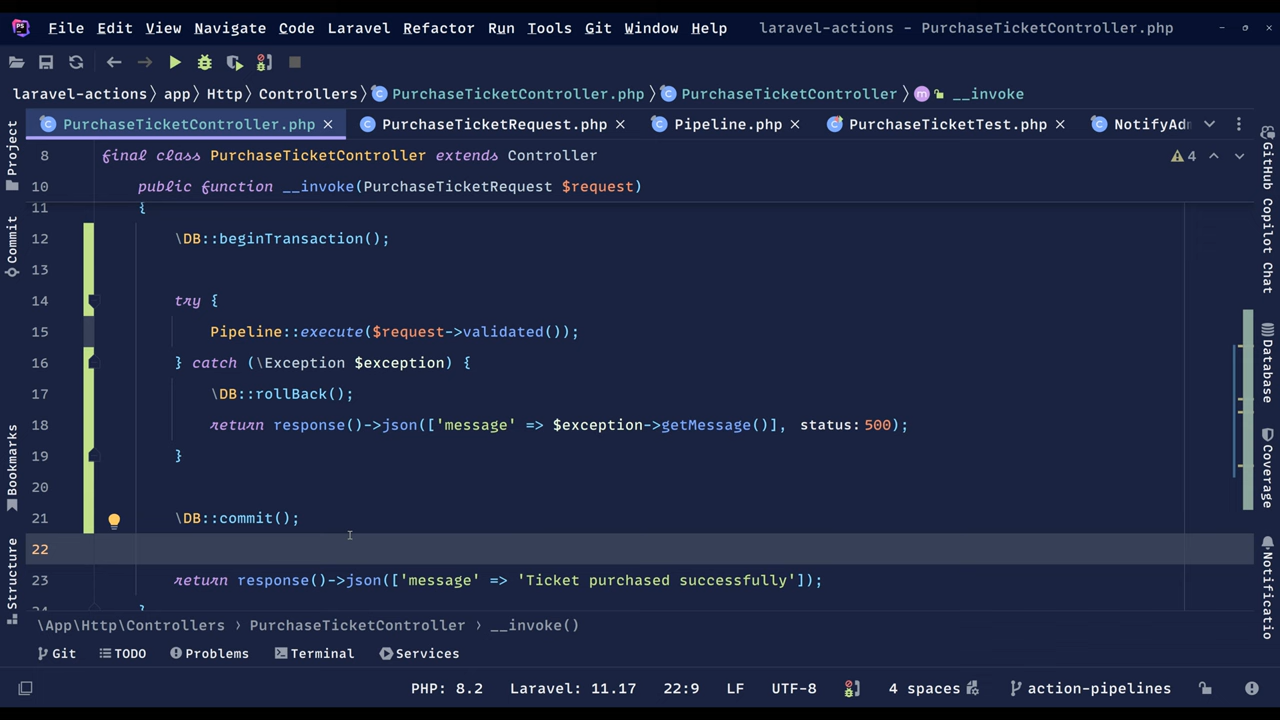 File Edit View Navigate Code Laravel Refactor Run Tools Git Window Help laravel-actions – PurchaseTicketController.php
laravel-actions app Http Controllers PurchaseTicketController.php PurchaseTicketController __invoke
PurchaseTicketController.php PurchaseTicketRequest.php Pipeline.php PurchaseTicketTest.php NotifyAdm
8 final class PurchaseTicketController extends Controller 4
10 public function __invoke(PurchaseTicketRequest $request)
11 {
12 \DB::beginTransaction();
13
14 try {
15 Pipeline::execute($request->validated());
16 } catch (\Exception $exception) {
17 \DB::rollBack();
18 return response()->json(['message' => $exception->getMessage()], status: 500);
19 }
20
21 \DB::commit();
22
23 return response()->json(['message' => 'Ticket purchased successfully']);
24 }
\App\Http\Controllers PurchaseTicketController __invoke()
Git TODO Problems Terminal Services
PHP: 8.2 Laravel: 11.17 22:9 LF UTF-8 4 spaces action-pipelines
Project
Commit
Bookmarks
Structure
GitHub Copilot Chat
Database
Coverage
Notificatio